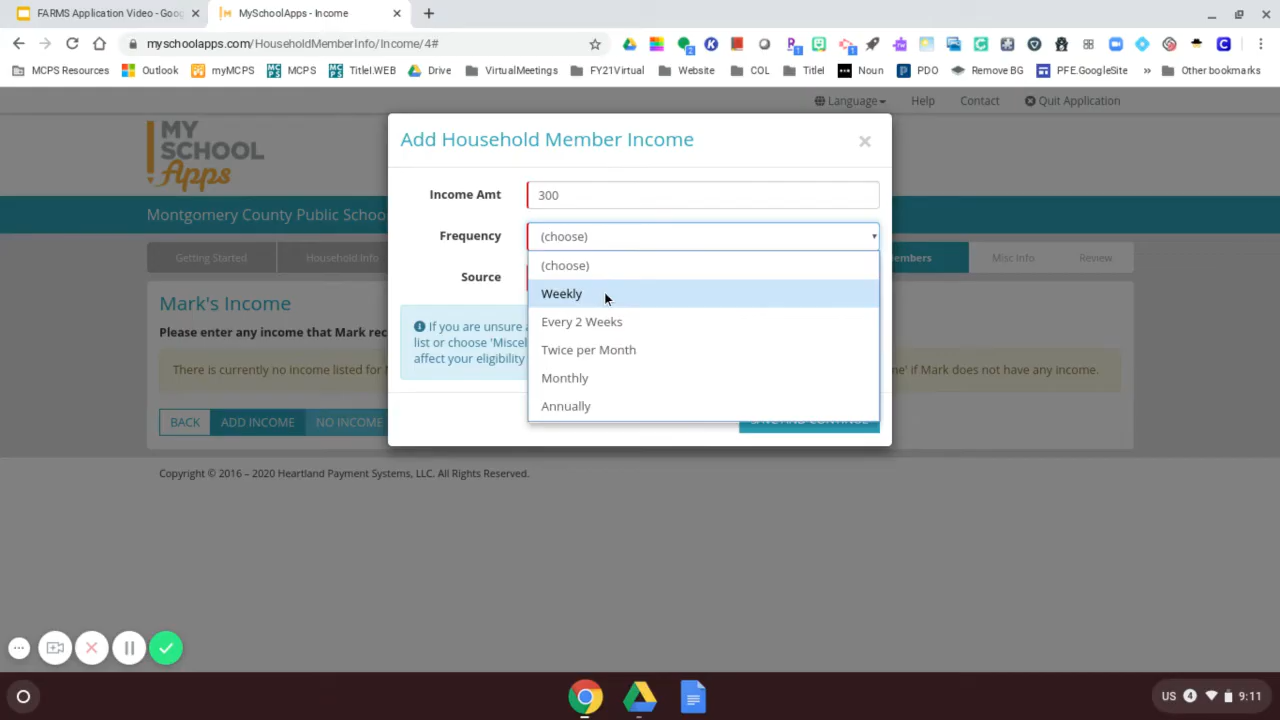 FARMS Application Video - Goog
MySchoolApps - Income
myschoolapps.com/HouseholdMemberInfo/Income/4#
MCPS Resources
Outlook
myMCPS
MCPS
TitleI.WEB
Drive
VirtualMeetings
FY21Virtual
Website
COL
TitleI
Noun
PDO
Remove BG
PFE.GoogleSite
»
Other bookmarks
Language
Help
Contact
Quit Application
MY
SCHOOL
Apps
Montgomery County Public Schoo
Getting Started
Household Info
embers
Misc Info
Review
Mark's Income
Please enter any income that Mark rec
There is currently no income listed for
ne' if Mark does not have any income.
BACK
ADD INCOME
NO INCOME
Copyright © 2016 – 2020 Heartland Payment Systems, LLC. All Rights Reserved.
Add Household Member Income
×
Income Amt
300
Frequency
(choose)
Source
(choose)
Weekly
Every 2 Weeks
Twice per Month
Monthly
Annually
If you are unsure
list or choose 'Miscel
affect your eligibility
SAVE AND CONTINUE
US
4
9:11